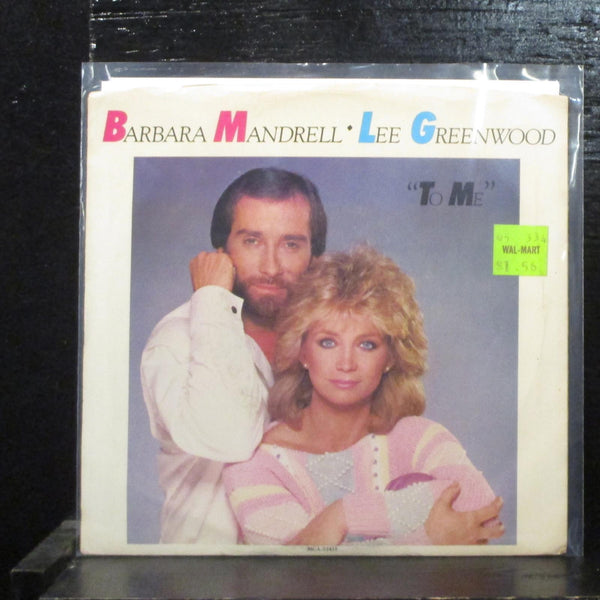 BARBARA MANDRELL • LEE GREENWOOD
“TO ME”
WAL-MART